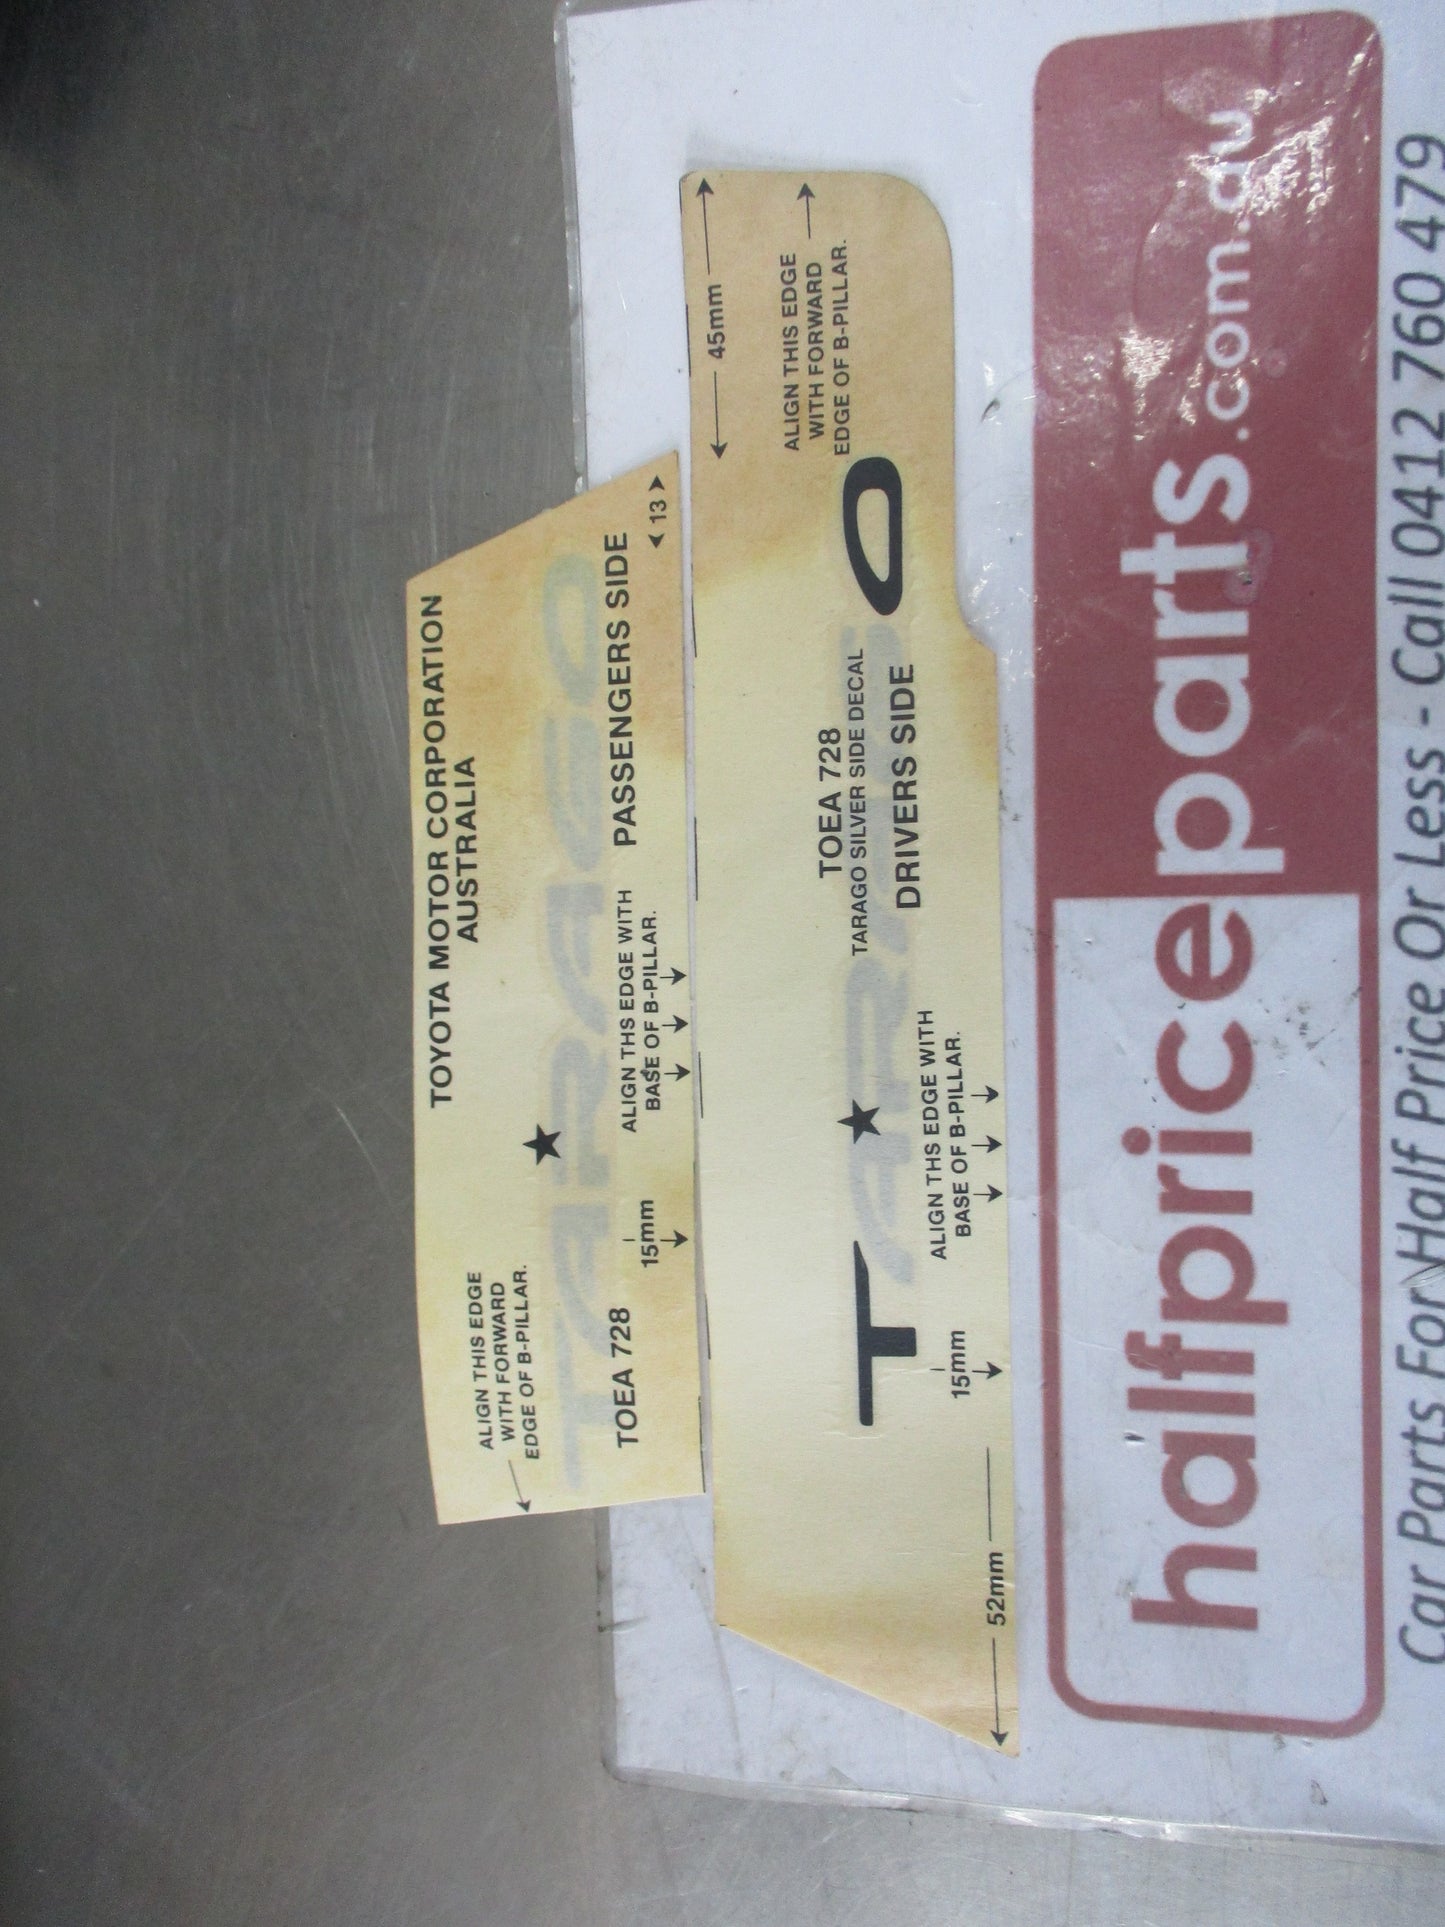 TOYOTA MOTOR CORPORATION
AUSTRALIA
ALIGN THIS EDGE
WITH FORWARD
EDGE OF B-PILLAR.
★
TARAGO
TOEA 728
15mm
ALIGN THS EDGE WITH
BASE OF B-PILLAR.
PASSENGERS SIDE
13
45mm
ALIGN THIS EDGE
WITH FORWARD
EDGE OF B-PILLAR.
TOEA 728
TARAGO SILVER SIDE DECAL
DRIVERS SIDE
★
TARAGO
15mm
ALIGN THS EDGE WITH
BASE OF B-PILLAR.
52mm
halfpriceparts.com.au
Car Parts For Half Price Or Less - Call 0412 760 479